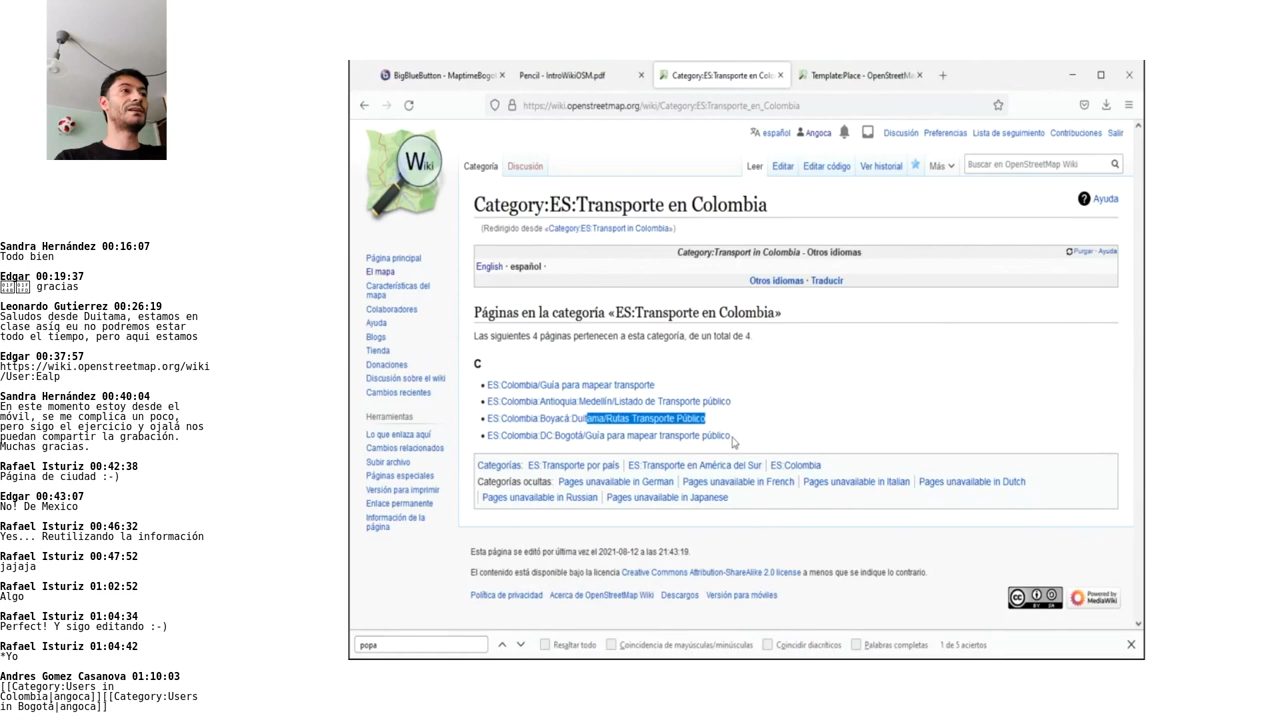 Sandra Hernández 00:16:07
Todo bien
Edgar 00:19:37
gracias
Leonardo Gutierrez 00:26:19
Saludos desde Duitama, estamos en
clase asíg eu no podremos estar
todo el tiempo, pero aqui estamos
Edgar 00:37:57
https://wiki.openstreetmap.org/wiki
/User:Ealp
Sandra Hernández 00:40:04
En este momento estoy desde el
móvil, se me complica un poco,
pero sigo el ejercicio y ojalá nos
puedan compartir la grabación.
Muchas gracias.
Rafael Isturiz 00:42:38
Página de ciudad :-)
Edgar 00:43:07
No! De Mexico
Rafael Isturiz 00:46:32
Yes... Reutilizando la información
Rafael Isturiz 00:47:52
jajaja
Rafael Isturiz 01:02:52
Algo
Rafael Isturiz 01:04:34
Perfect! Y sigo editando :-)
Rafael Isturiz 01:04:42
*Yo
Andres Gomez Casanova 01:10:03
[[Category:Users in
Colombia|angoca]][[Category:Users
in Bogotá|angoca]]
BigBlueButton - MaptimeBogo
Pencil - IntroWikiOSM.pdf
Category:ES:Transporte en Colo
Template:Place - OpenStreetMa
https://wiki.openstreetmap.org/wiki/Category:ES:Transporte_en_Colombia
español Angoca Discusión Preferencias Lista de seguimiento Contribuciones Salir
Wiki
Categoría Discusión Leer Editar Editar código Ver historial Más Buscar en OpenStreetMap Wiki
Category:ES:Transporte en Colombia
Ayuda
(Redirigido desde «Category:ES:Transport in Colombia»)
Category:Transport in Colombia - Otros idiomas
Purgar · Ayuda
English · español ·
Otros idiomas · Traducir
Páginas en la categoría «ES:Transporte en Colombia»
Las siguientes 4 páginas pertenecen a esta categoría, de un total de 4.
C
• ES:Colombia/Guía para mapear transporte
• ES:Colombia:Antioquia:Medellín/Listado de Transporte público
• ES:Colombia:Boyacá:Duitama/Rutas Transporte Público
• ES:Colombia:DC:Bogotá/Guía para mapear transporte público
Categorías: ES:Transporte por país | ES:Transporte en América del Sur | ES:Colombia
Categorías ocultas: Pages unavailable in German | Pages unavailable in French | Pages unavailable in Italian | Pages unavailable in Dutch
| Pages unavailable in Russian | Pages unavailable in Japanese
Página principal
El mapa
Características del
mapa
Colaboradores
Ayuda
Blogs
Tienda
Donaciones
Discusión sobre el wiki
Cambios recientes
Herramientas
Lo que enlaza aquí
Cambios relacionados
Subir archivo
Páginas especiales
Versión para imprimir
Enlace permanente
Información de la
página
Esta página se editó por última vez el 2021-08-12 a las 21:43:19.
El contenido está disponible bajo la licencia Creative Commons Attribution-ShareAlike 2.0 license a menos que se indique lo contrario.
Política de privacidad Acerca de OpenStreetMap Wiki Descargos Versión para móviles
cc BY SA
Powered by
MediaWiki
popa
Resaltar todo Coincidencia de mayúsculas/minúsculas Coincidir diacríticos Palabras completas 1 de 5 aciertos